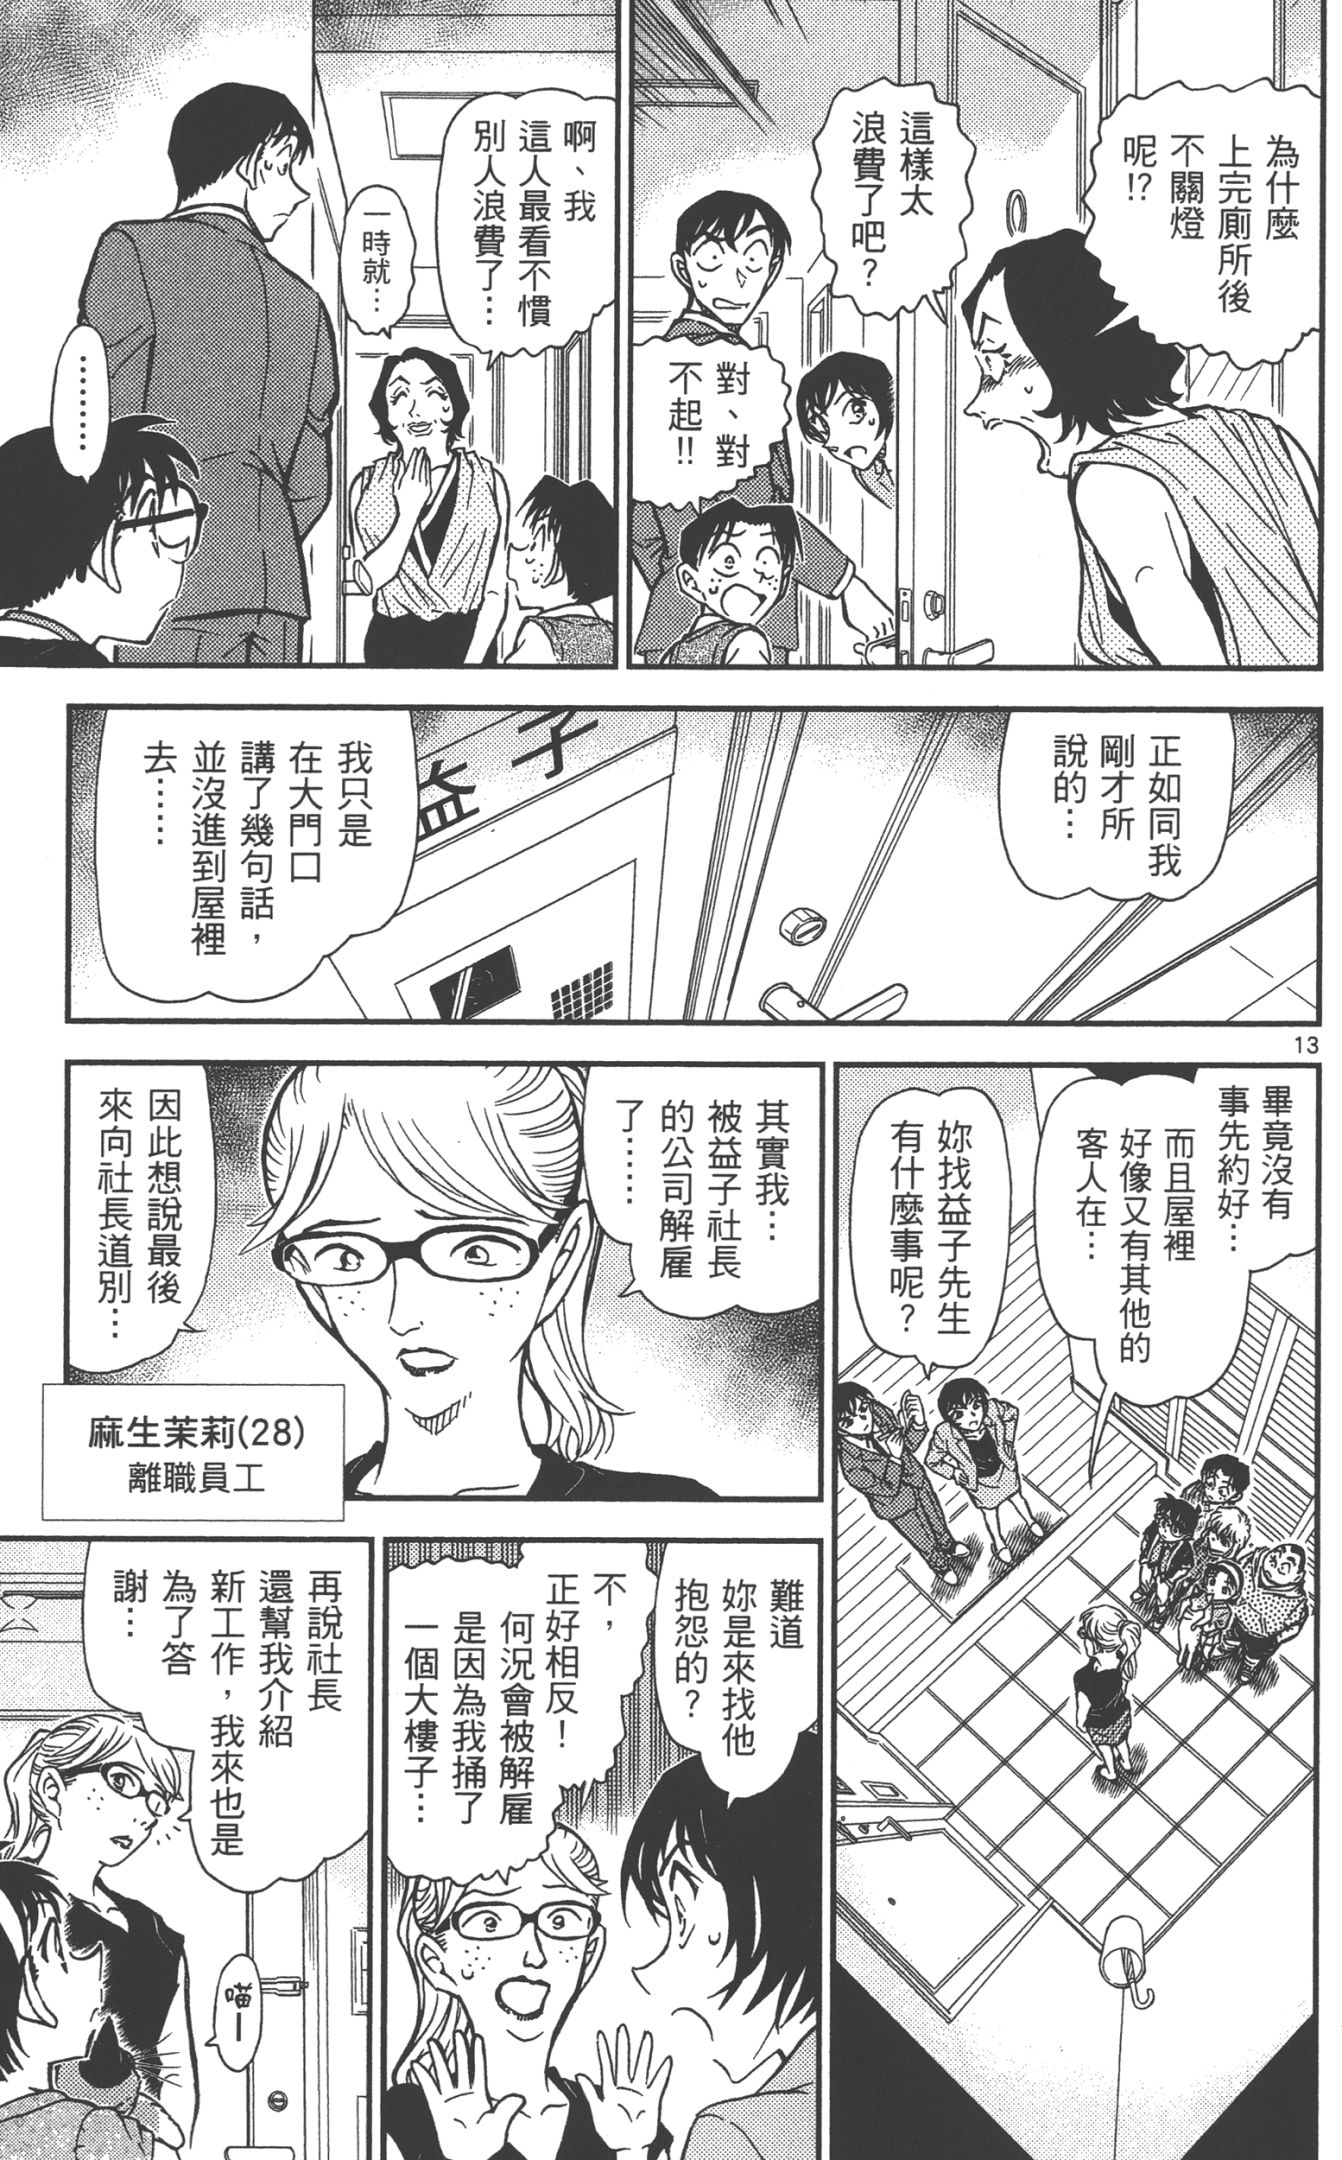 為什麼
上完廁所後
不關燈
呢!?
這樣太
浪費了吧?
對、對
不起!!
啊、我
這人最看不慣
別人浪費了…
一時就…
………
正如同我
剛才所
說的…
益子
我只是
在大門口
講了幾句話，
並沒進到屋裡
去……
13
畢竟沒有
事先約好…
而且屋裡
好像又有其他的
客人在…
妳找益子先生
有什麼事呢?
其實我…
被益子社長
的公司解雇
了……
因此想說最後
來向社長道別…
麻生茉莉(28)
離職員工
難道
妳是來找他
抱怨的?
不，
正好相反!
何況會被解雇
是因為我捅了
一個大樓子…
再說社長
還幫我介紹
新工作，我來也是
為了答
謝…
喵ー